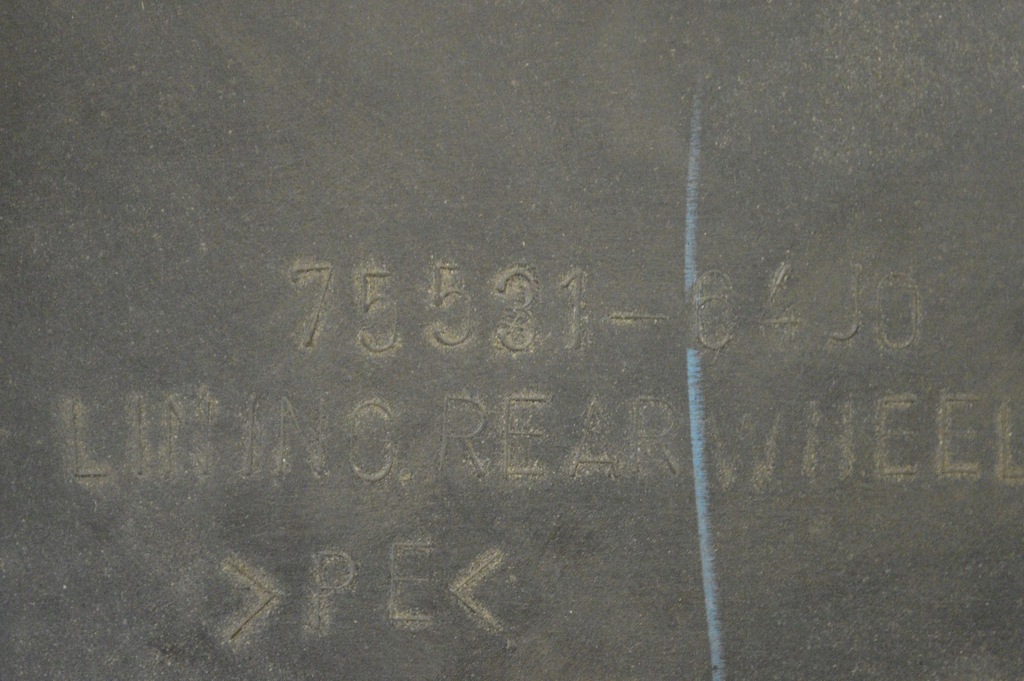 75531-64J0
LINING,REAR WHEEL
>PE<